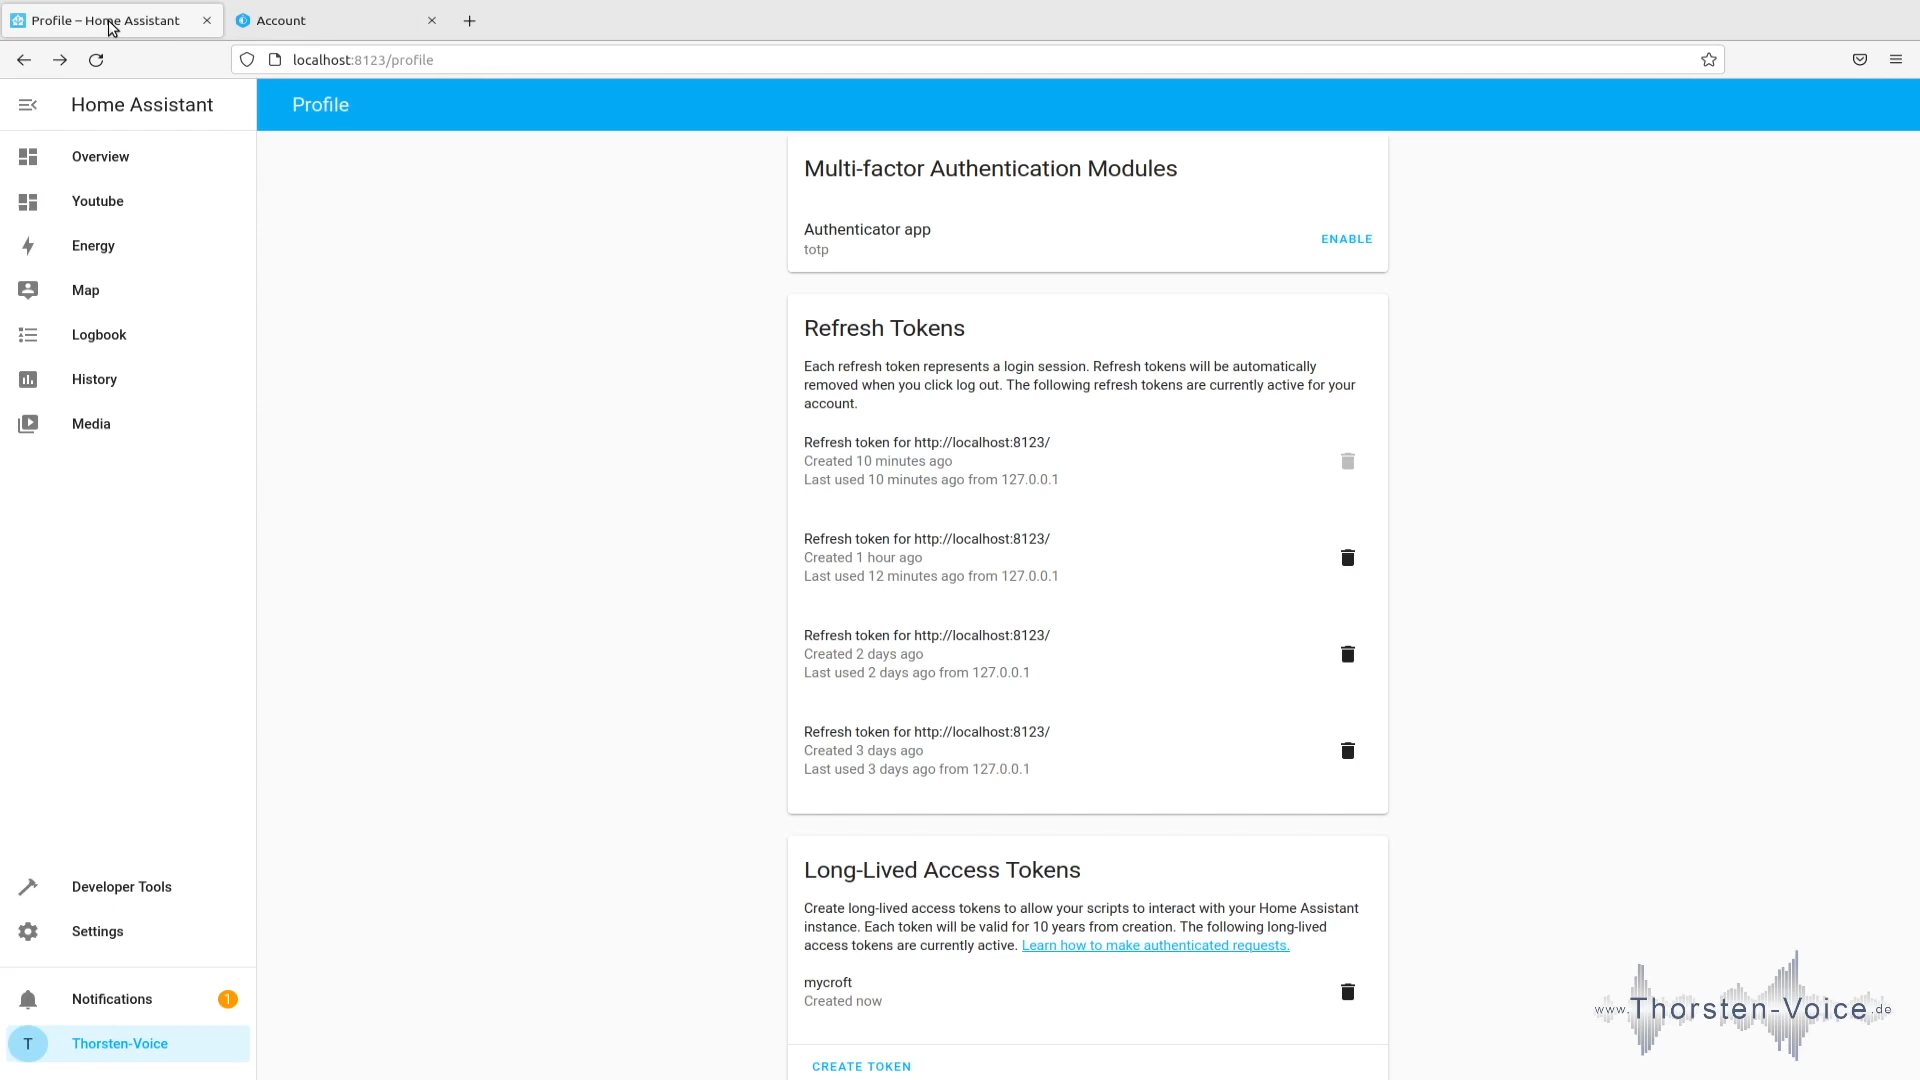 Profile – Home Assistant
Account
localhost:8123/profile
Home Assistant
Profile
Overview
Youtube
Energy
Map
Logbook
History
Media
Developer Tools
Settings
Notifications
1
T
Thorsten-Voice
Multi-factor Authentication Modules
Authenticator app
totp
ENABLE
Refresh Tokens
Each refresh token represents a login session. Refresh tokens will be automatically
removed when you click log out. The following refresh tokens are currently active for your
account.
Refresh token for http://localhost:8123/
Created 10 minutes ago
Last used 10 minutes ago from 127.0.0.1
Refresh token for http://localhost:8123/
Created 1 hour ago
Last used 12 minutes ago from 127.0.0.1
Refresh token for http://localhost:8123/
Created 2 days ago
Last used 2 days ago from 127.0.0.1
Refresh token for http://localhost:8123/
Created 3 days ago
Last used 3 days ago from 127.0.0.1
Long-Lived Access Tokens
Create long-lived access tokens to allow your scripts to interact with your Home Assistant
instance. Each token will be valid for 10 years from creation. The following long-lived
access tokens are currently active. Learn how to make authenticated requests.
mycroft
Created now
CREATE TOKEN
www.Thorsten-Voice.de